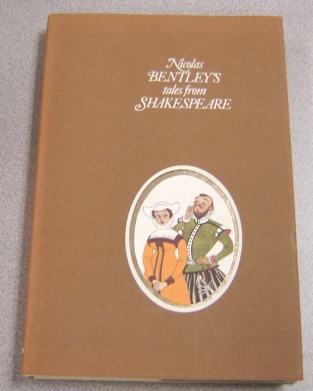 Nicolas
BENTLEY'S
tales from
SHAKESPEARE